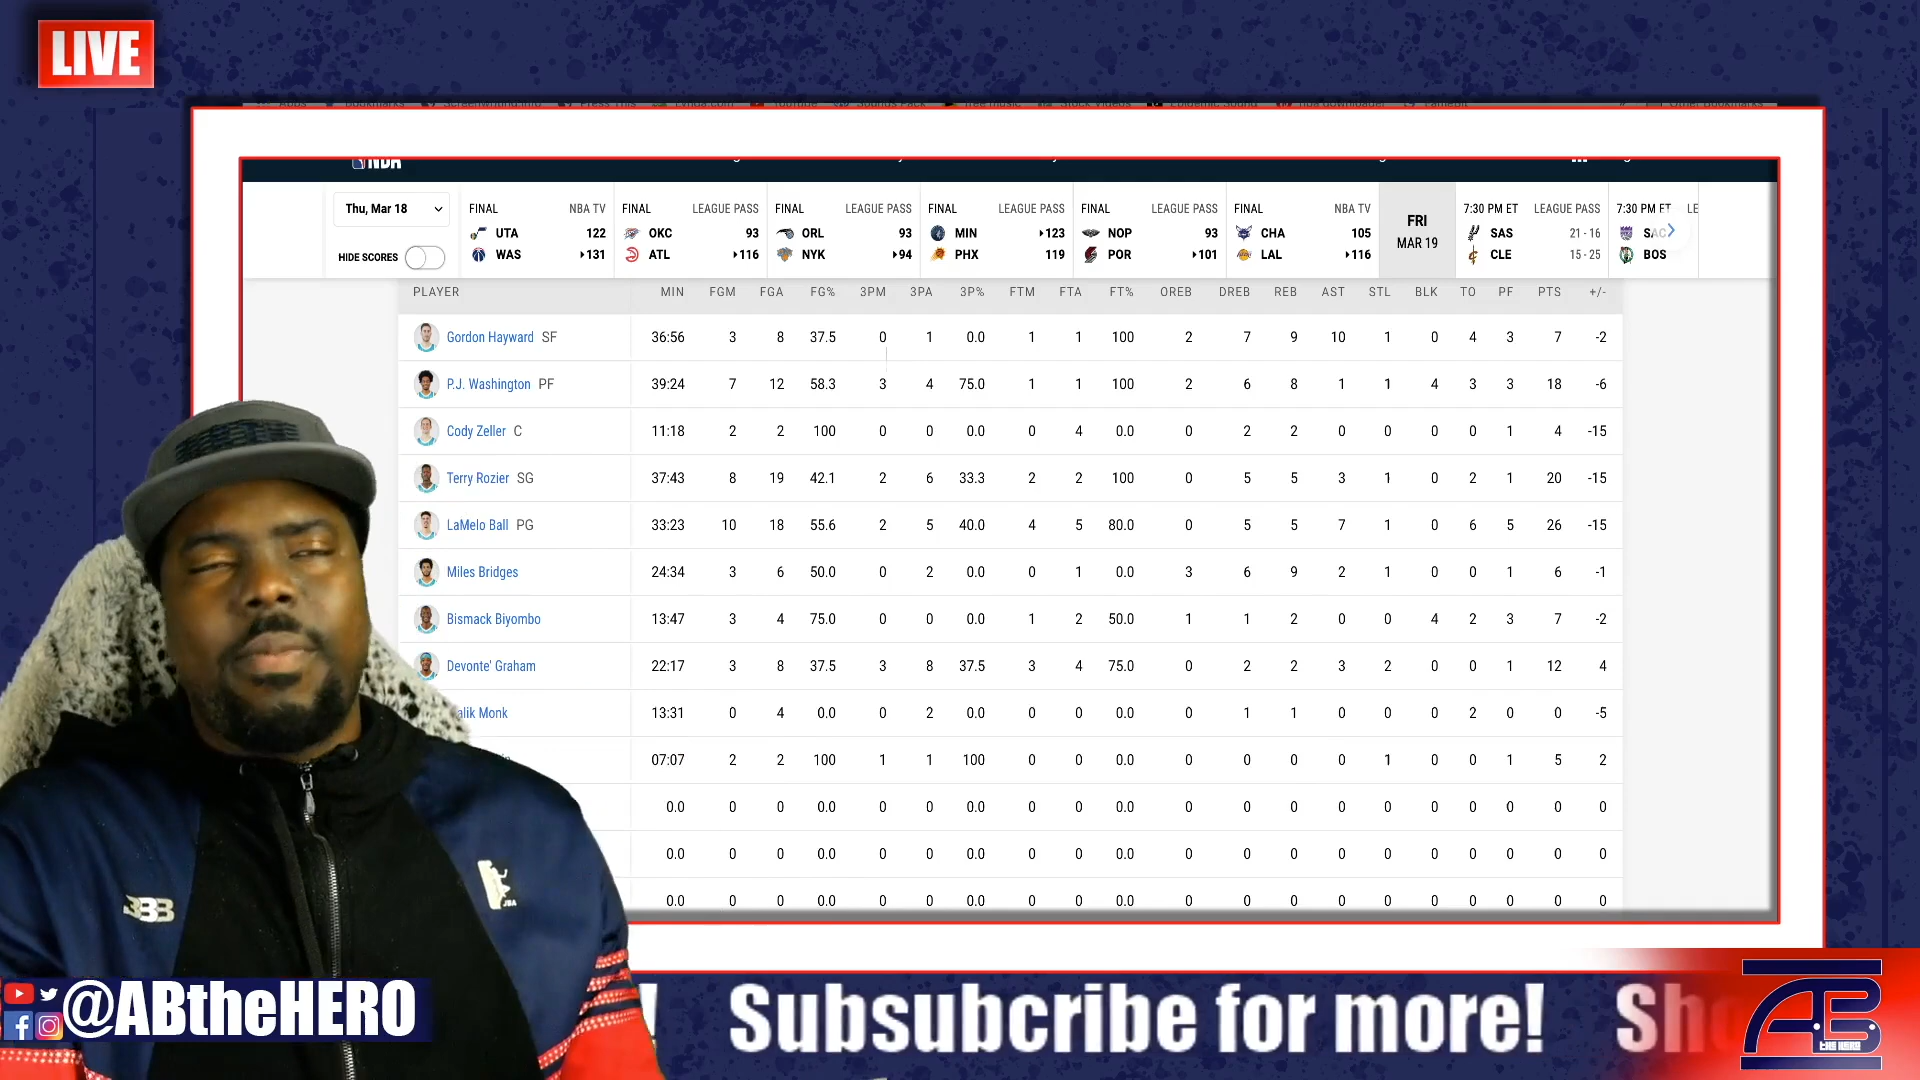 LIVE
NBA
Thu, Mar 18
HIDE SCORES
FINAL NBA TV
UTA 122
WAS 131
FINAL LEAGUE PASS
OKC 93
ATL 116
FINAL LEAGUE PASS
ORL 93
NYK 94
FINAL LEAGUE PASS
MIN 123
PHX 119
FINAL LEAGUE PASS
NOP 93
POR 101
FINAL NBA TV
CHA 105
LAL 116
FRI
MAR 19
7:30 PM ET LEAGUE PASS
SAS 21 - 16
CLE 15 - 25
7:30 PM ET LE
SAC
BOS
PLAYER MIN FGM FGA FG% 3PM 3PA 3P% FTM FTA FT% OREB DREB REB AST STL BLK TO PF PTS +/-
Gordon Hayward SF 36:56 3 8 37.5 0 1 0.0 1 1 100 2 7 9 10 1 0 4 3 7 -2
P.J. Washington PF 39:24 7 12 58.3 3 4 75.0 1 1 100 2 6 8 1 1 4 3 3 18 -6
Cody Zeller C 11:18 2 2 100 0 0 0.0 0 4 0.0 0 2 2 0 0 0 0 1 4 -15
Terry Rozier SG 37:43 8 19 42.1 2 6 33.3 2 2 100 0 5 5 3 1 0 2 1 20 -15
LaMelo Ball PG 33:23 10 18 55.6 2 5 40.0 4 5 80.0 0 5 5 7 1 0 6 5 26 -15
Miles Bridges 24:34 3 6 50.0 0 2 0.0 0 1 0.0 3 6 9 2 1 0 0 1 6 -1
Bismack Biyombo 13:47 3 4 75.0 0 0 0.0 1 2 50.0 1 1 2 0 0 4 2 3 7 -2
Devonte' Graham 22:17 3 8 37.5 3 8 37.5 3 4 75.0 0 2 2 3 2 0 0 1 12 4
alik Monk 13:31 0 4 0.0 0 2 0.0 0 0 0.0 0 1 1 0 0 0 2 0 0 -5
07:07 2 2 100 1 1 100 0 0 0.0 0 0 0 0 1 0 0 1 5 2
0.0 0 0 0.0 0 0 0.0 0 0 0.0 0 0 0 0 0 0 0 0 0 0
0.0 0 0 0.0 0 0 0.0 0 0 0.0 0 0 0 0 0 0 0 0 0 0
0.0 0 0 0.0 0 0 0.0 0 0 0.0 0 0 0 0 0 0 0 0 0 0
BBB
JBA
@ABtheHERO
! Subsubcribe for more! Sh
AB
THE HERO